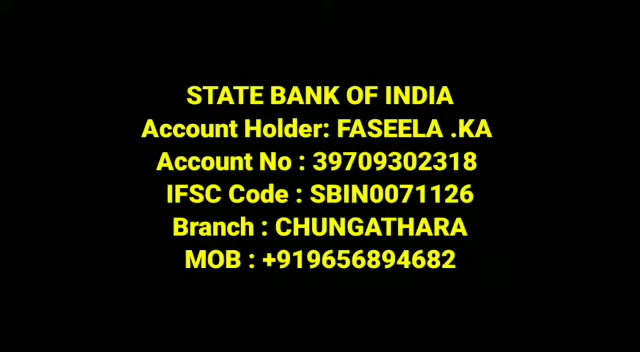 STATE BANK OF INDIA
Account Holder: FASEELA .KA
Account No : 39709302318
IFSC Code : SBIN0071126
Branch : CHUNGATHARA
MOB : +919656894682